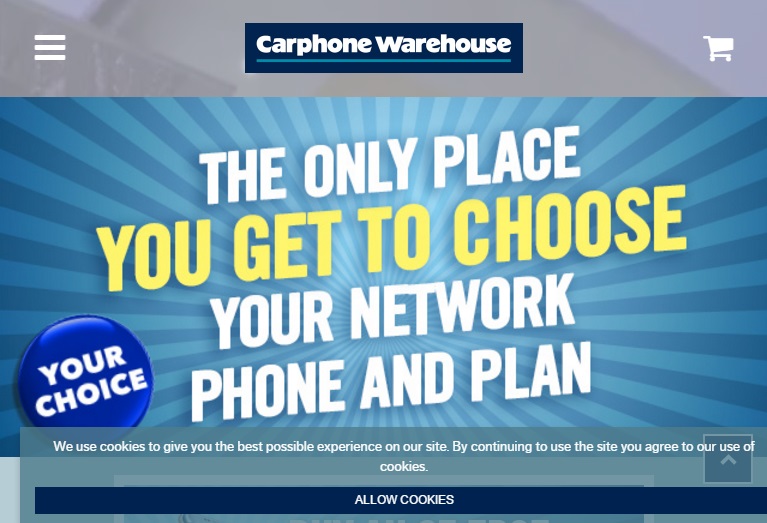 Carphone Warehouse
THE ONLY PLACE
YOU GET TO CHOOSE
YOUR NETWORK
PHONE AND PLAN
YOUR
CHOICE
We use cookies to give you the best possible experience on our site. By continuing to use the site you agree to our use of
cookies.
ALLOW COOKIES